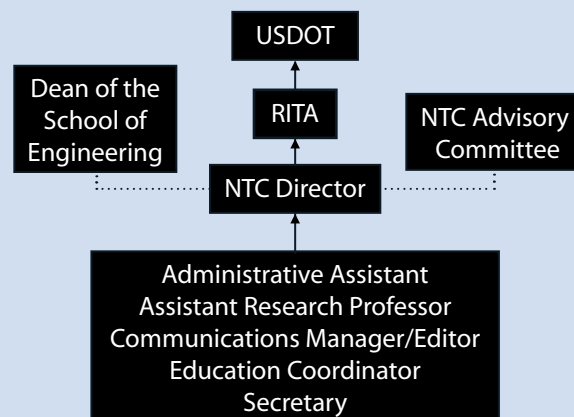 USDOT
Dean of the
School of
Engineering
RITA
NTC Advisory
Committee
NTC Director
Administrative Assistant
Assistant Research Professor
Communications Manager/Editor
Education Coordinator
Secretary